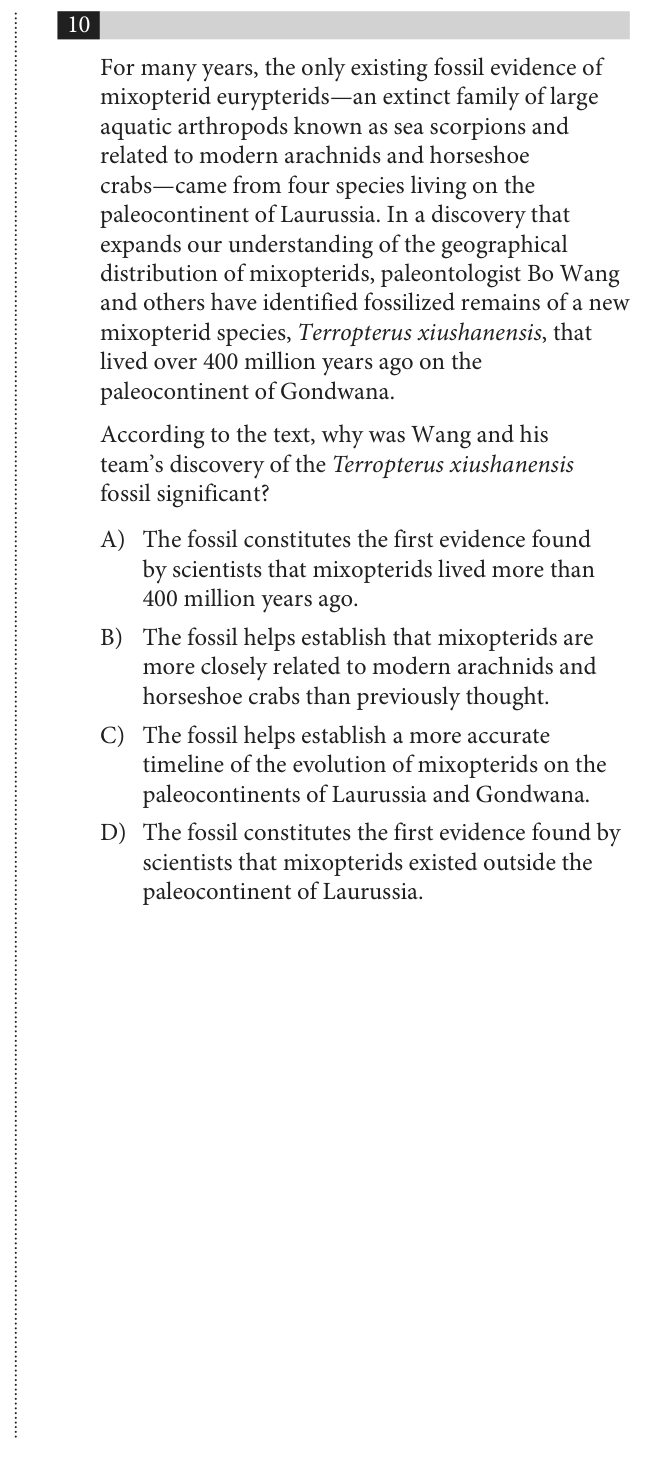 10
For many years, the only existing fossil evidence of
mixopterid eurypterids—an extinct family of large
aquatic arthropods known as sea scorpions and
related to modern arachnids and horseshoe
crabs—came from four species living on the
paleocontinent of Laurussia. In a discovery that
expands our understanding of the geographical
distribution of mixopterids, paleontologist Bo Wang
and others have identified fossilized remains of a new
mixopterid species, Terropterus xiushanensis, that
lived over 400 million years ago on the
paleocontinent of Gondwana.
According to the text, why was Wang and his
team’s discovery of the Terropterus xiushanensis
fossil significant?
A) The fossil constitutes the first evidence found
by scientists that mixopterids lived more than
400 million years ago.
B) The fossil helps establish that mixopterids are
more closely related to modern arachnids and
horseshoe crabs than previously thought.
C) The fossil helps establish a more accurate
timeline of the evolution of mixopterids on the
paleocontinents of Laurussia and Gondwana.
D) The fossil constitutes the first evidence found by
scientists that mixopterids existed outside the
paleocontinent of Laurussia.